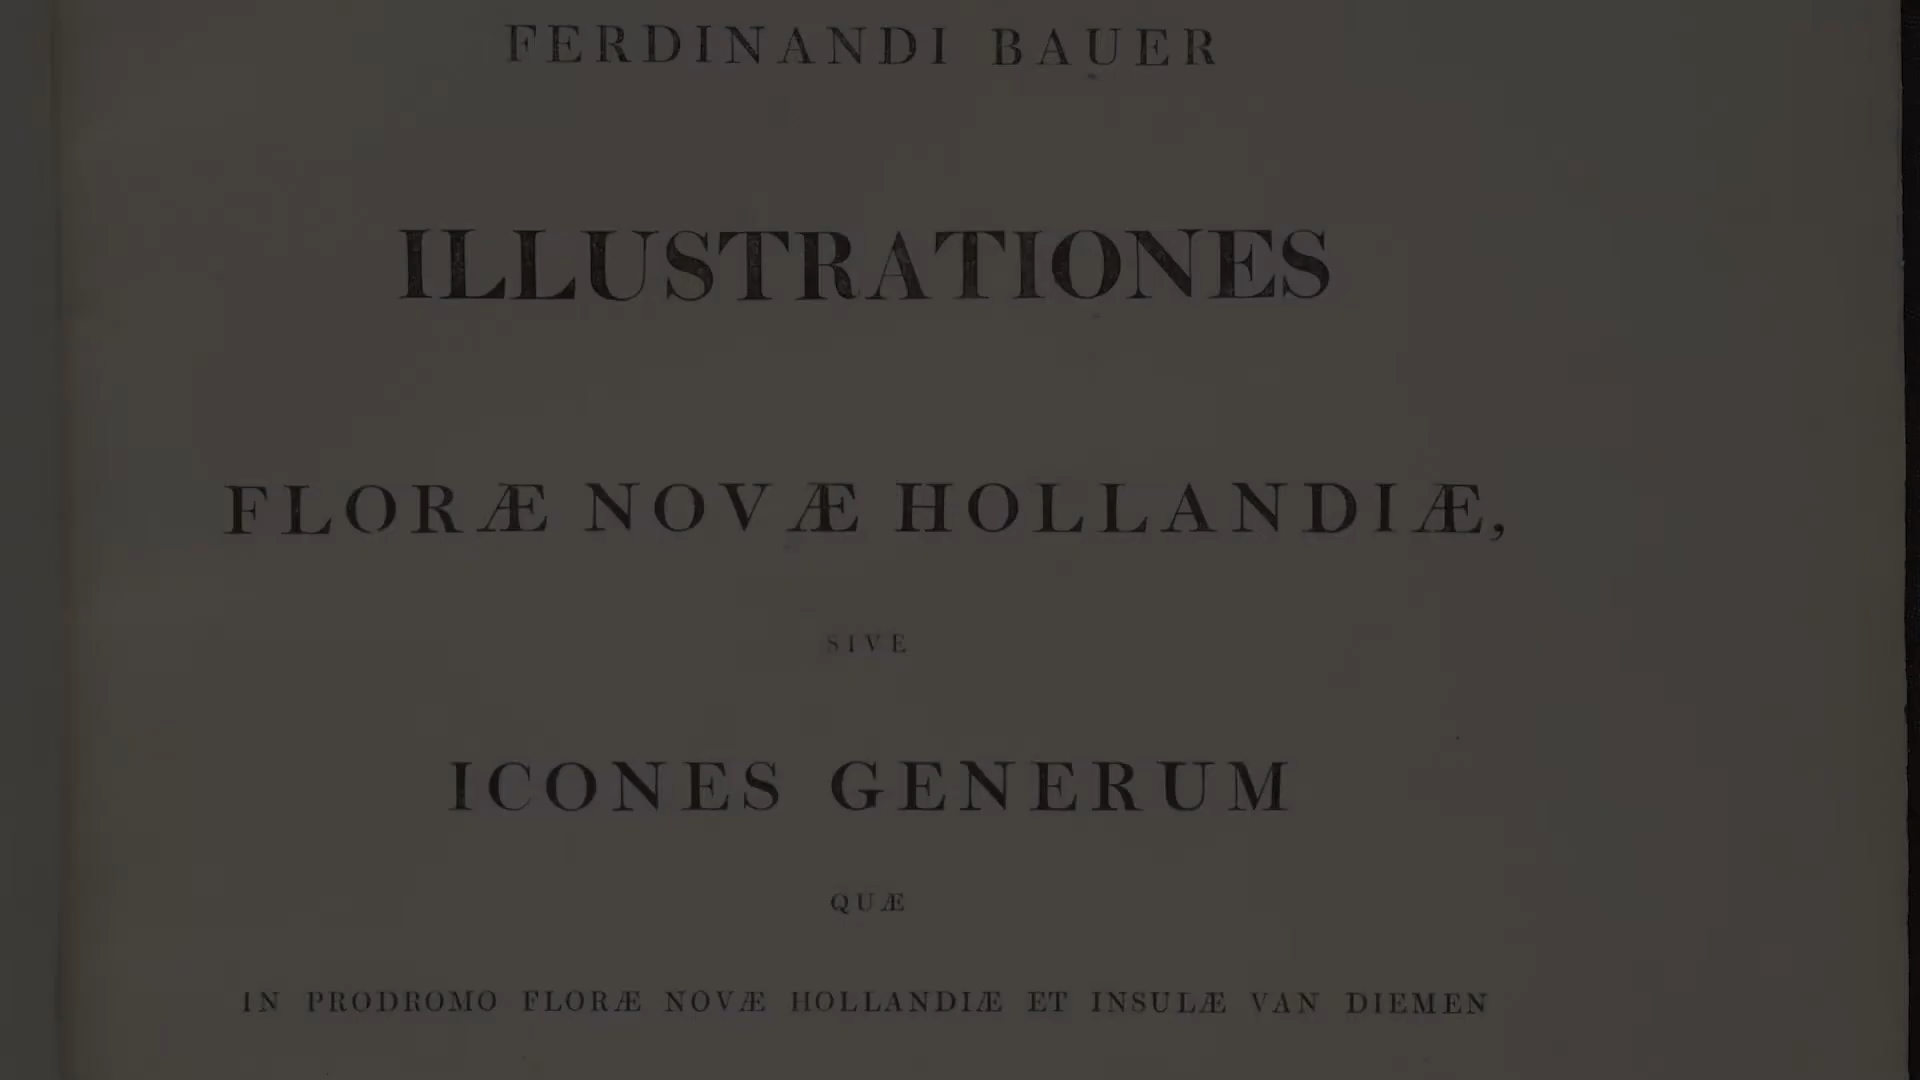 FERDINANDI BAUER
ILLUSTRATIONES
FLORÆ NOVÆ HOLLANDIÆ,
SIVE
ICONES GENERUM
QUÆ
IN PRODROMO FLORÆ NOVÆ HOLLANDIÆ ET INSULÆ VAN DIEMEN